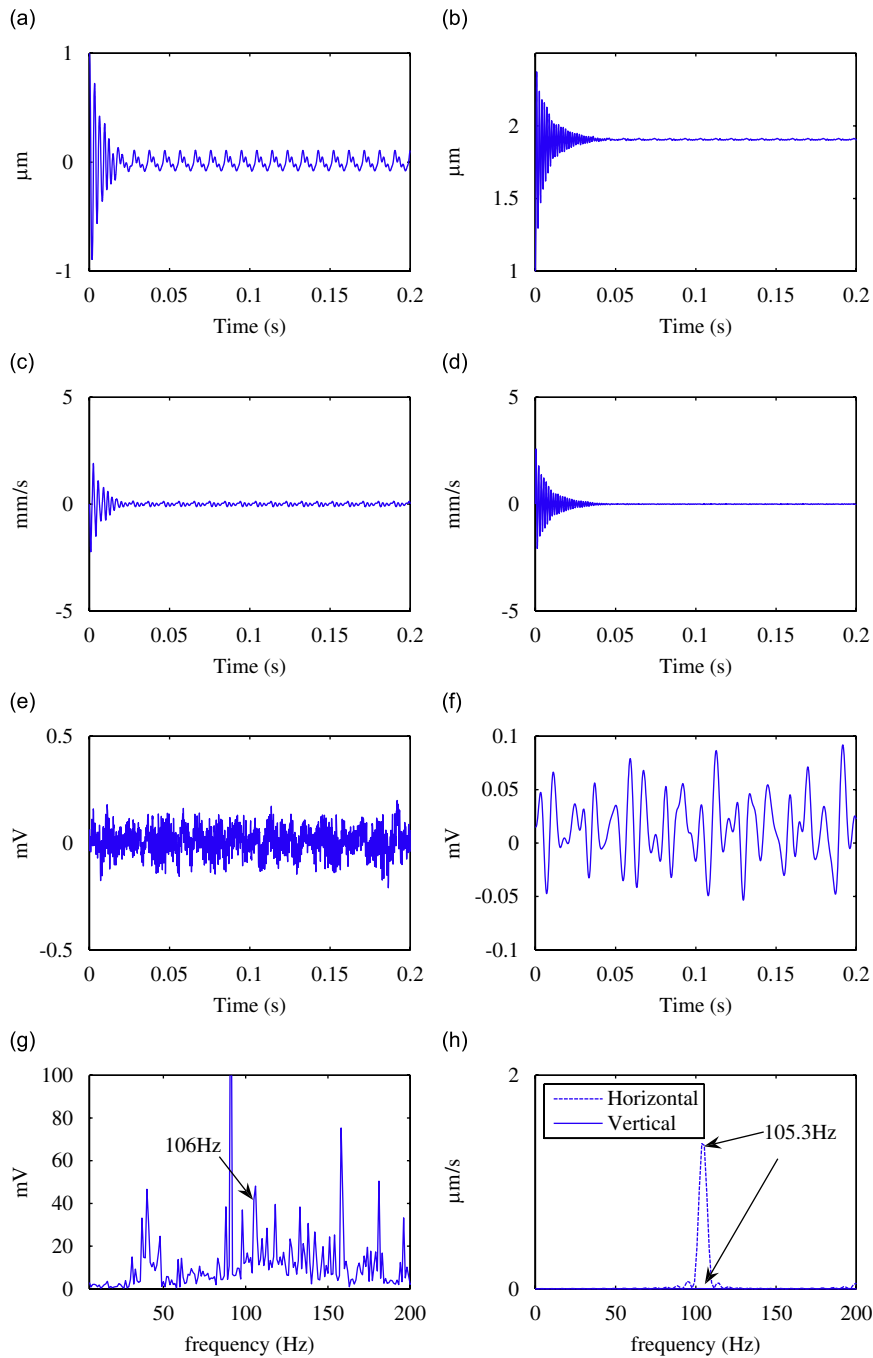 (a)
(b)
1
0
-1
μm
0 0.05 0.1 0.15 0.2
Time (s)
2
1.5
1
μm
0 0.05 0.1 0.15 0.2
Time (s)
(c)
(d)
5
0
-5
mm/s
0 0.05 0.1 0.15 0.2
Time (s)
5
0
-5
mm/s
0 0.05 0.1 0.15 0.2
Time (s)
(e)
(f)
0.5
0
-0.5
mV
0 0.05 0.1 0.15 0.2
Time (s)
0.1
0.05
0
-0.05
-0.1
mV
0 0.05 0.1 0.15 0.2
Time (s)
(g)
(h)
100
80
60
40
20
0
mV
106Hz
50 100 150 200
frequency (Hz)
2
0
μm/s
Horizontal
Vertical
105.3Hz
0 50 100 150 200
frequency (Hz)